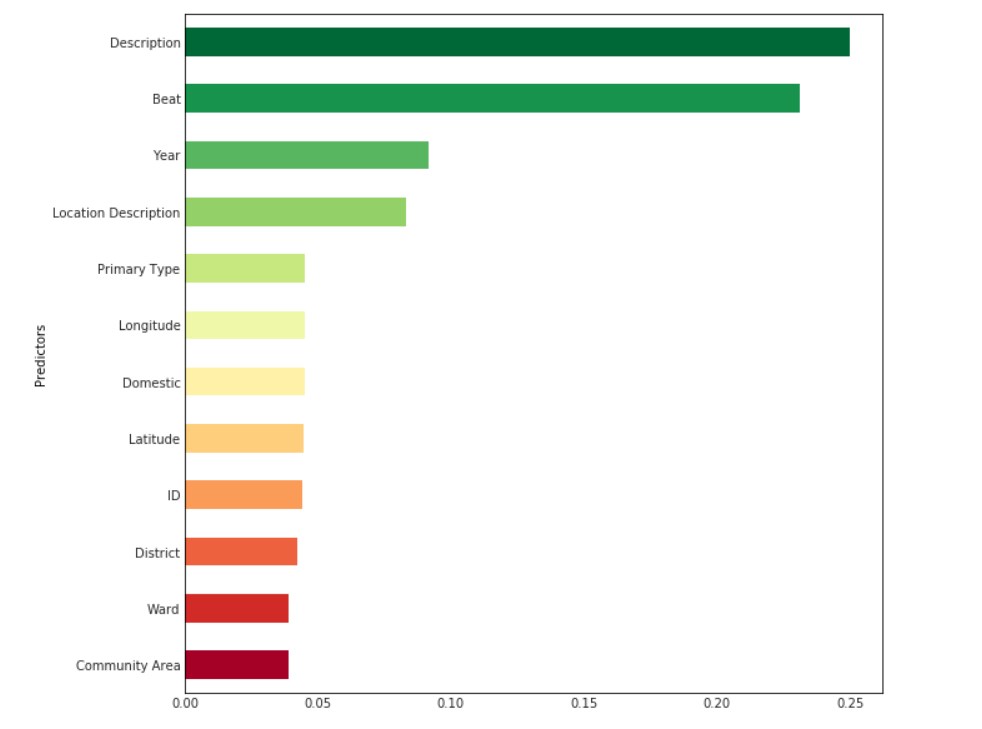 Predictors
Description
Beat
Year
Location Description
Primary Type
Longitude
Domestic
Latitude
ID
District
Ward
Community Area
0.00 0.05 0.10 0.15 0.20 0.25